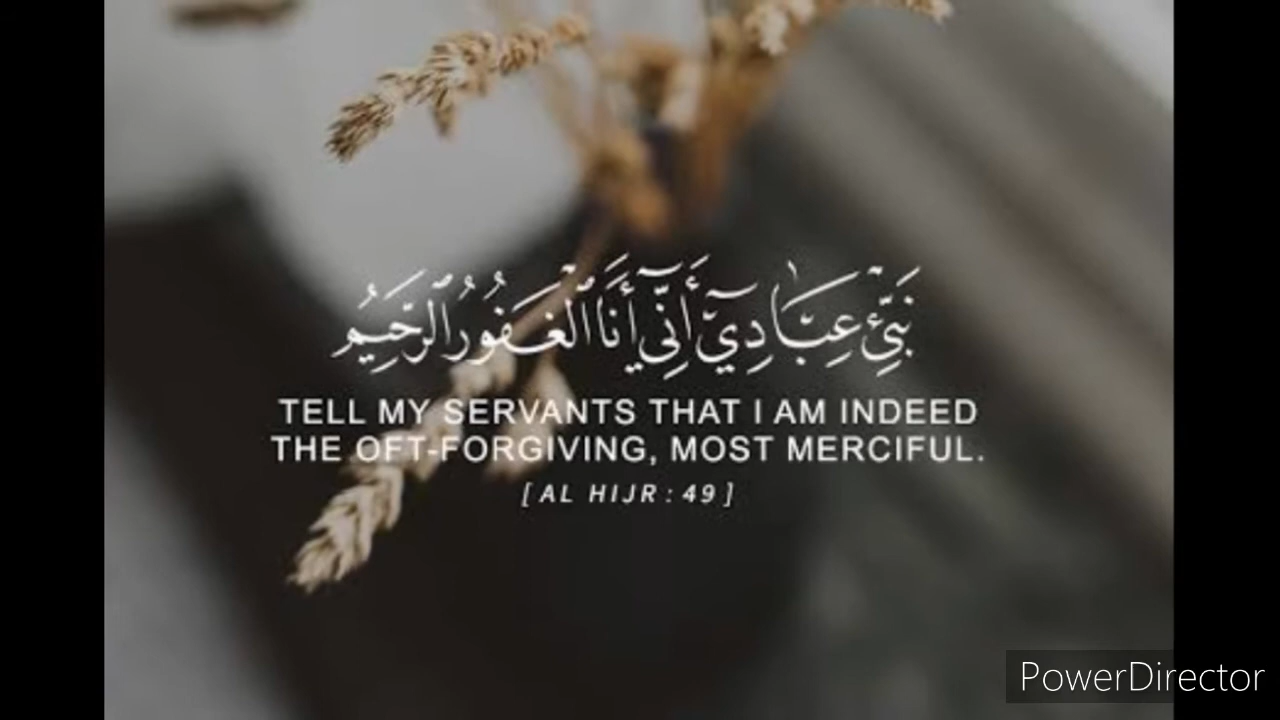 نَبِّئْ عِبَادِيٓ أَنِّيٓ أَنَا ٱلْغَفُورُ ٱلرَّحِيمُ
TELL MY SERVANTS THAT I AM INDEED
THE OFT-FORGIVING, MOST MERCIFUL.
[ AL HIJR : 49 ]
PowerDirector